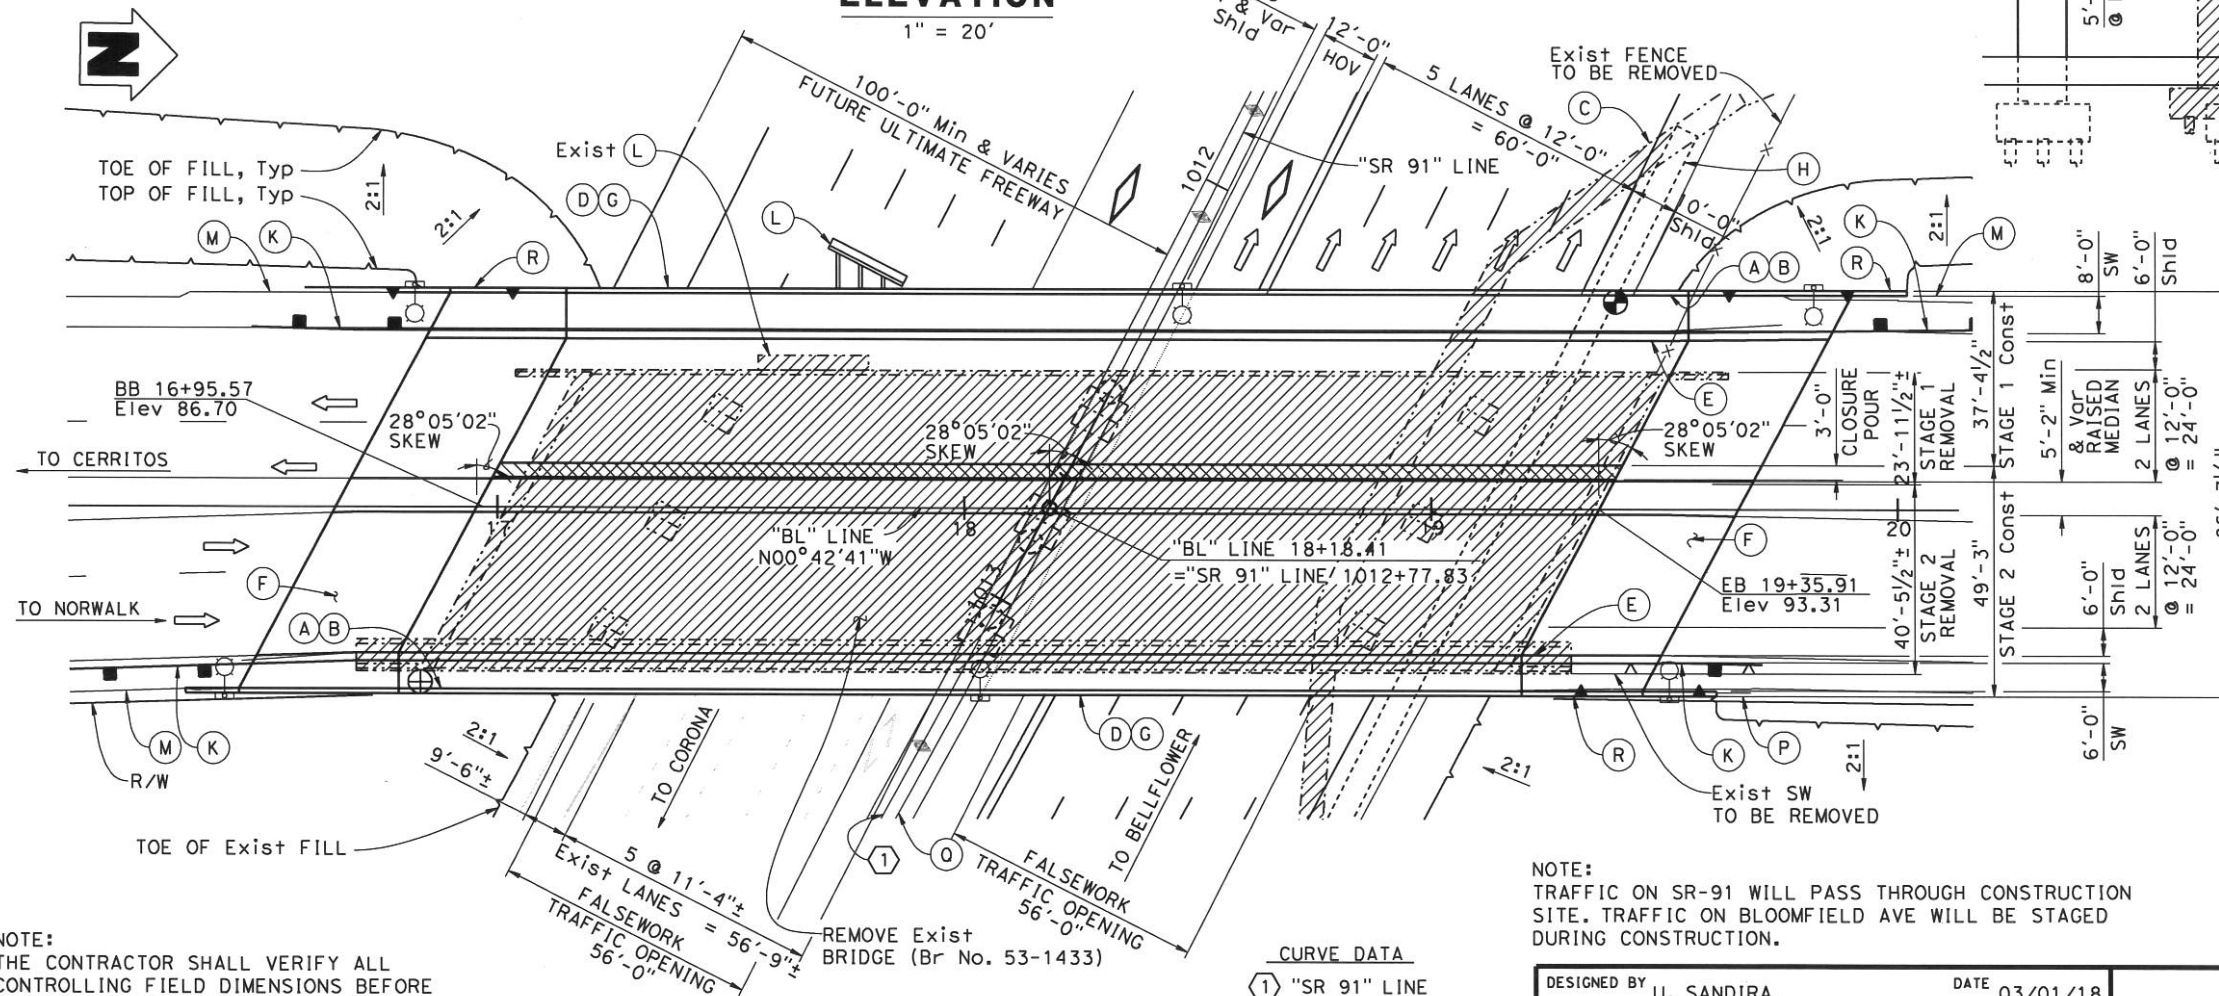 ELEVATION
1" = 20'
N
& Var
Shld
12'-0"
HOV
5 LANES @ 12'-0"
= 60'-0"
Exist FENCE
TO BE REMOVED
C
H
100'-0" Min & VARIES
FUTURE ULTIMATE FREEWAY
1012
"SR 91" LINE
10'-0"
Shld
TOE OF FILL, Typ
TOP OF FILL, Typ
2:1
2:1
Exist L
D G
L
M
K
R
2:1
K
2:1
M
A B
R
8'-0"
SW
6'-0"
Shld
BB 16+95.57
Elev 86.70
28°05'02"
SKEW
28°05'02"
SKEW
28°05'02"
SKEW
E
3'-0"
CLOSURE
POUR
23'-11½"±
STAGE 1
REMOVAL
37'-4½"
STAGE 1 Const
5'-2" Min
& Var
RAISED
MEDIAN
2 LANES
@ 12'-0"
= 24'-0"
TO CERRITOS
17
18
19
20
"BL" LINE
N00°42'41"W
"BL" LINE 18+18.41
="SR 91" LINE 1012+77.83
1013
EB 19+35.91
Elev 93.31
F
F
E
40'-5½"±
STAGE 2
REMOVAL
49'-3"
STAGE 2 Const
6'-0"
Shld
2 LANES
@ 12'-0"
= 24'-0"
TO NORWALK
A B
M
K
R/W
2:1
9'-6"±
TO CORONA
D G
TO BELLFLOWER
2:1
R
K
P
2:1
6'-0"
SW
Exist SW
TO BE REMOVED
TOE OF Exist FILL
5 @ 11'-4"±
Exist LANES = 56'-9"±
FALSEWORK
TRAFFIC OPENING
56'-0"
1
Q
FALSEWORK
TRAFFIC OPENING
56'-0"
REMOVE Exist
BRIDGE (Br No. 53-1433)
NOTE:
TRAFFIC ON SR-91 WILL PASS THROUGH CONSTRUCTION
SITE. TRAFFIC ON BLOOMFIELD AVE WILL BE STAGED
DURING CONSTRUCTION.
NOTE:
THE CONTRACTOR SHALL VERIFY ALL
CONTROLLING FIELD DIMENSIONS BEFORE
CURVE DATA
1 "SR 91" LINE
DESIGNED BY U. SANDIRA DATE 03/01/18